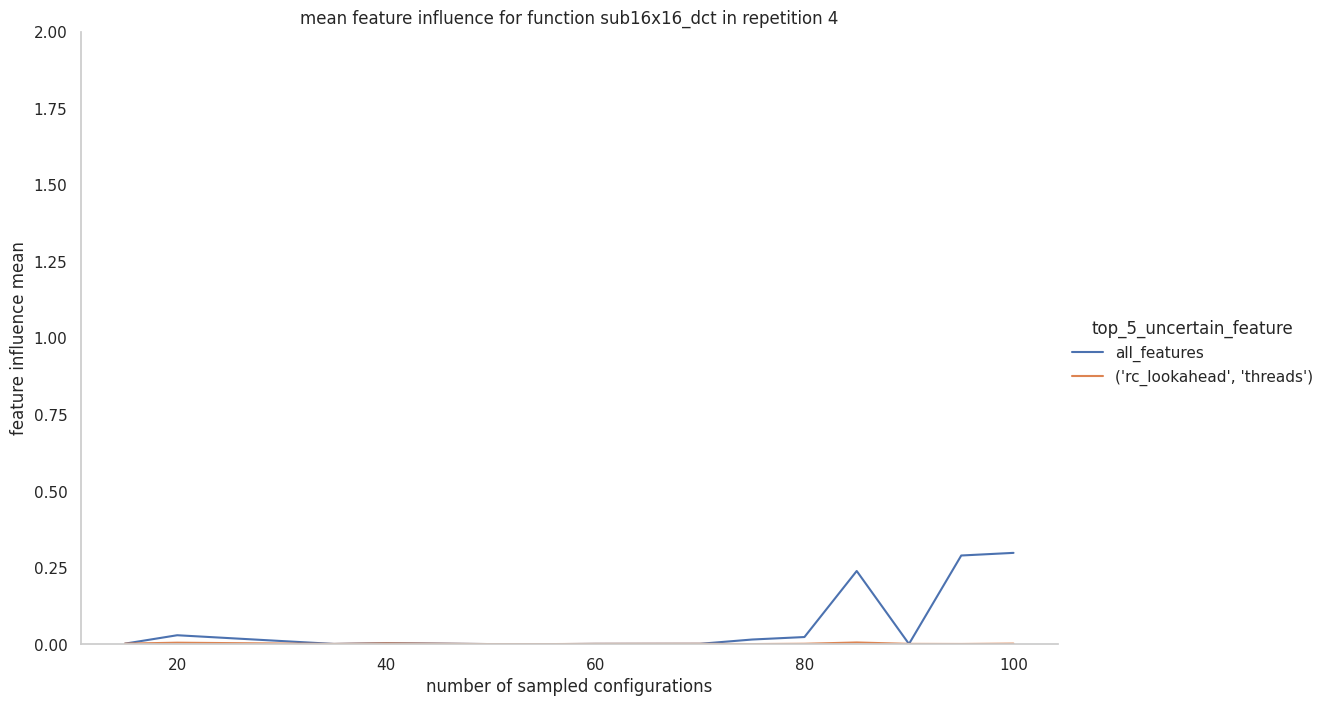 mean feature influence for function sub16x16_dct in repetition 4
2.00
1.75
1.50
1.25
1.00
0.75
0.50
0.25
0.00
feature influence mean
20
40
60
80
100
number of sampled configurations
top_5_uncertain_feature
all_features
('rc_lookahead', 'threads')